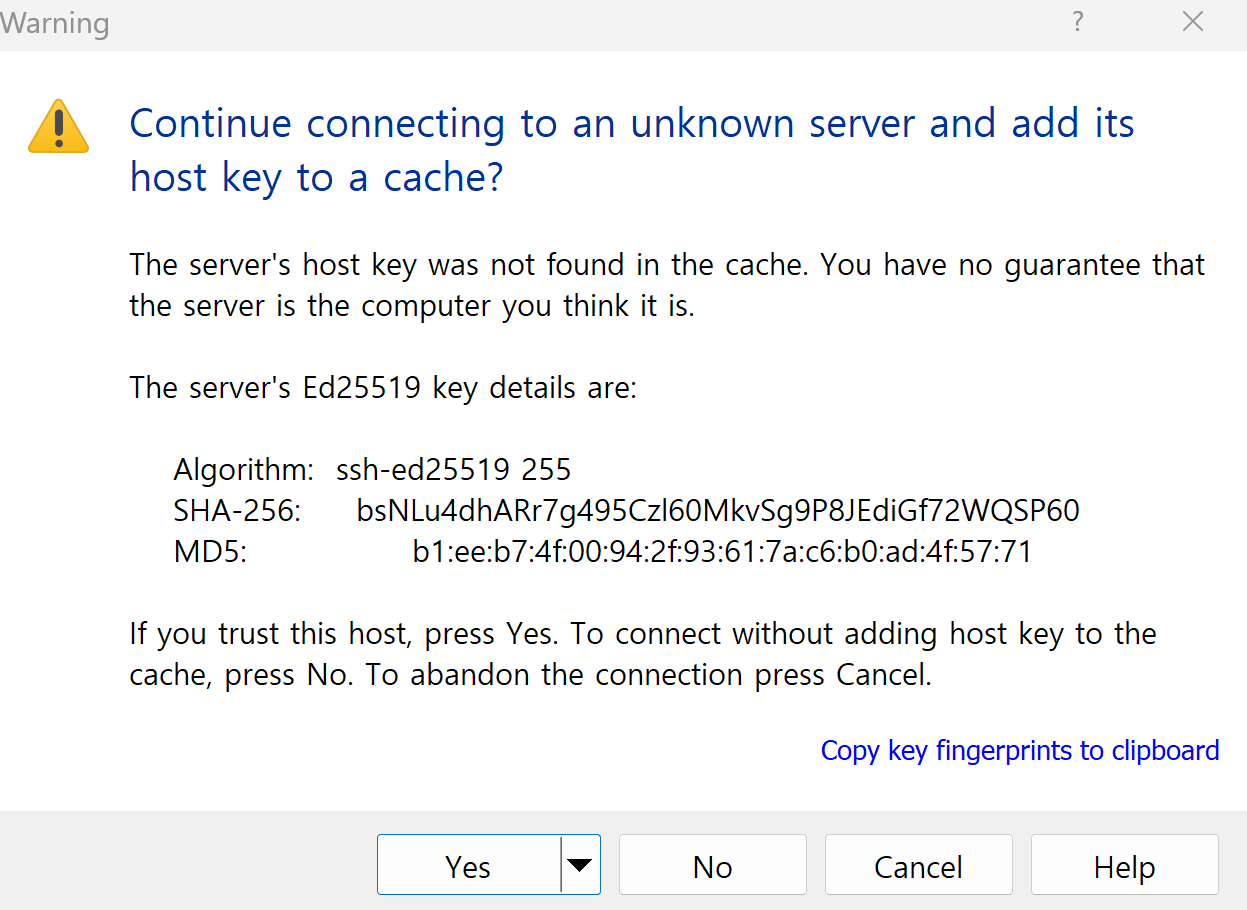 Warning
Continue connecting to an unknown server and add its
host key to a cache?
The server's host key was not found in the cache. You have no guarantee that
the server is the computer you think it is.
The server's Ed25519 key details are:
Algorithm: ssh-ed25519 255
SHA-256: bsNLu4dhARr7g495Czl60MkvSg9P8JEdiGf72WQSP60
MD5: b1:ee:b7:4f:00:94:2f:93:61:7a:c6:b0:ad:4f:57:71
If you trust this host, press Yes. To connect without adding host key to the
cache, press No. To abandon the connection press Cancel.
Copy key fingerprints to clipboard
Yes No Cancel Help